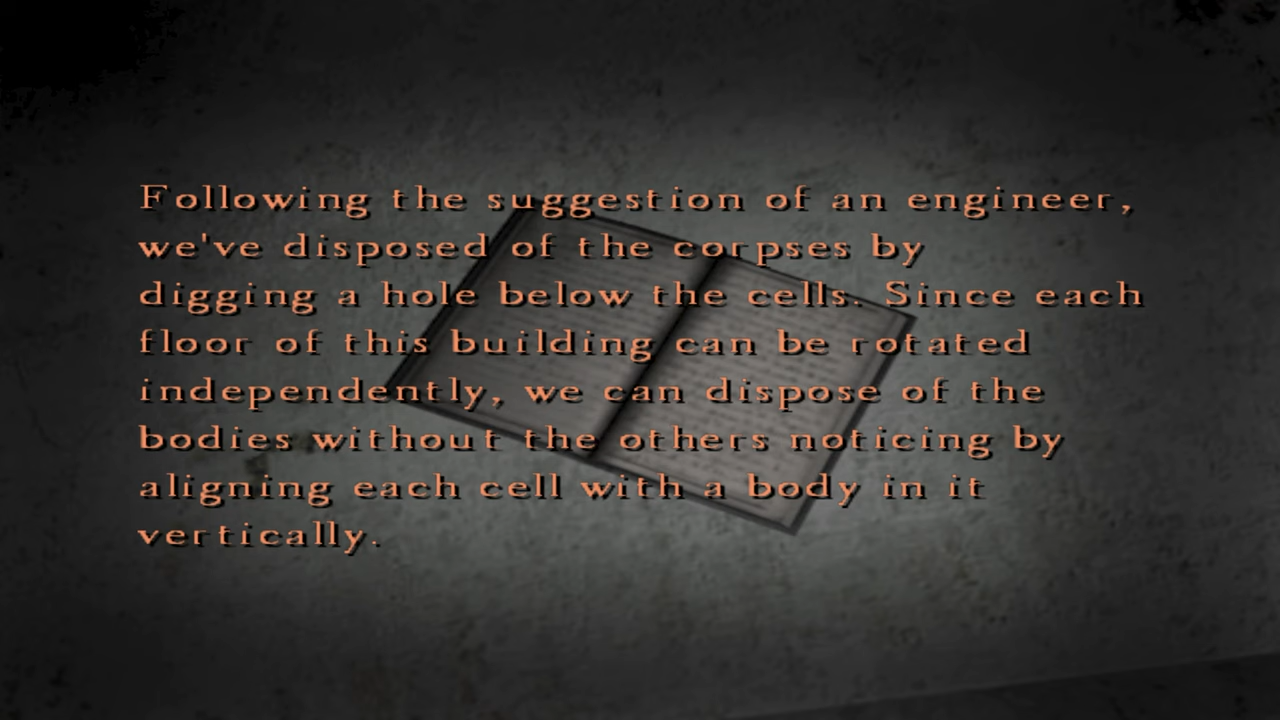 Following the suggestion of an engineer,
we've disposed of the corpses by
digging a hole below the cells. Since each
floor of this building can be rotated
independently, we can dispose of the
bodies without the others noticing by
aligning each cell with a body in it
vertically.